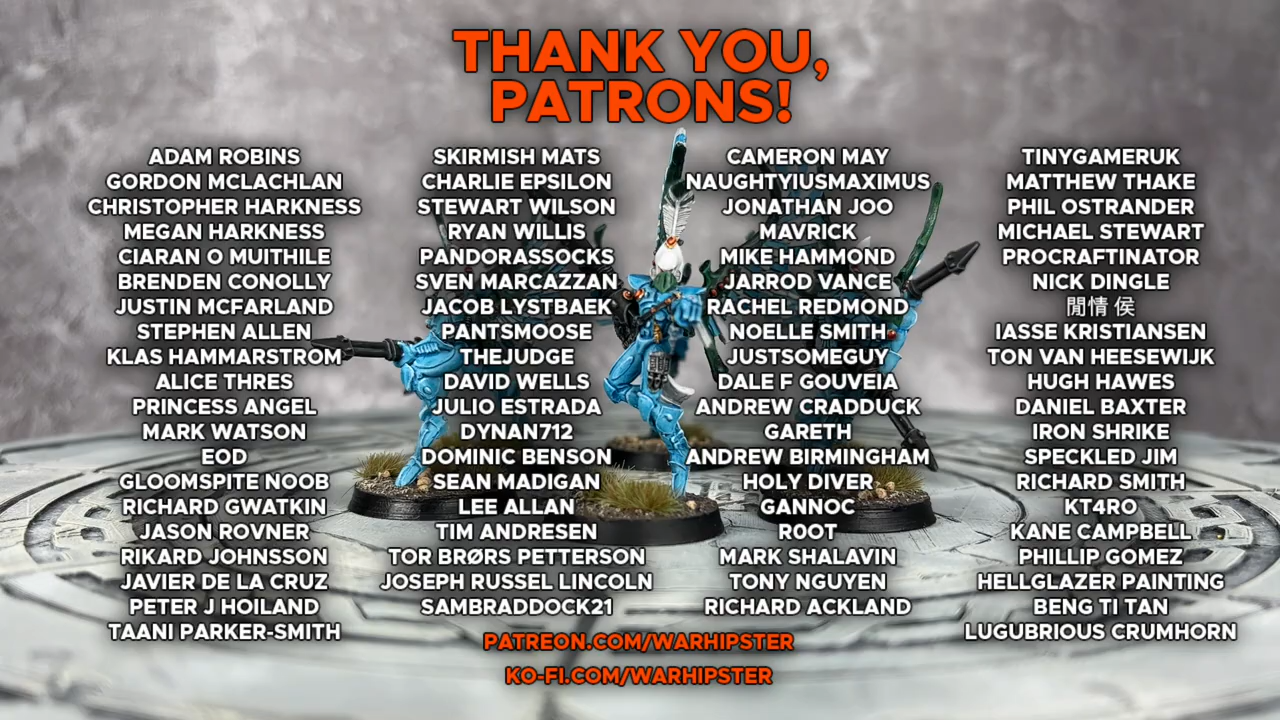 THANK YOU,
PATRONS!
ADAM ROBINS
GORDON MCLACHLAN
CHRISTOPHER HARKNESS
MEGAN HARKNESS
CIARAN O MUITHILE
BRENDEN CONOLLY
JUSTIN MCFARLAND
STEPHEN ALLEN
KLAS HAMMARSTROM
ALICE THRES
PRINCESS ANGEL
MARK WATSON
EOD
GLOOMSPITE NOOB
RICHARD GWATKIN
JASON ROVNER
RIKARD JOHNSSON
JAVIER DE LA CRUZ
PETER J HOILAND
TAANI PARKER-SMITH
SKIRMISH MATS
CHARLIE EPSILON
STEWART WILSON
RYAN WILLIS
PANDORASSOCKS
SVEN MARCAZZAN
JACOB LYSTBAEK
PANTSMOOSE
THEJUDGE
DAVID WELLS
JULIO ESTRADA
DYNAN712
DOMINIC BENSON
SEAN MADIGAN
LEE ALLAN
TIM ANDRESEN
TOR BRØRS PETTERSON
JOSEPH RUSSEL LINCOLN
SAMBRADDOCK21
CAMERON MAY
NAUGHTYIUSMAXIMUS
JONATHAN JOO
MAVRICK
MIKE HAMMOND
JARROD VANCE
RACHEL REDMOND
NOELLE SMITH
JUSTSOMEGUY
DALE F GOUVEIA
ANDREW CRADDUCK
GARETH
ANDREW BIRMINGHAM
HOLY DIVER
GANNOC
R0OT
MARK SHALAVIN
TONY NGUYEN
RICHARD ACKLAND
TINYGAMERUK
MATTHEW THAKE
PHIL OSTRANDER
MICHAEL STEWART
PROCRAFTINATOR
NICK DINGLE
閒情 侯
IASSE KRISTIANSEN
TON VAN HEESEWIJK
HUGH HAWES
DANIEL BAXTER
IRON SHRIKE
SPECKLED JIM
RICHARD SMITH
KT4RO
KANE CAMPBELL
PHILLIP GOMEZ
HELLGLAZER PAINTING
BENG TI TAN
LUGUBRIOUS CRUMHORN
PATREON.COM/WARHIPSTER
KO-FI.COM/WARHIPSTER